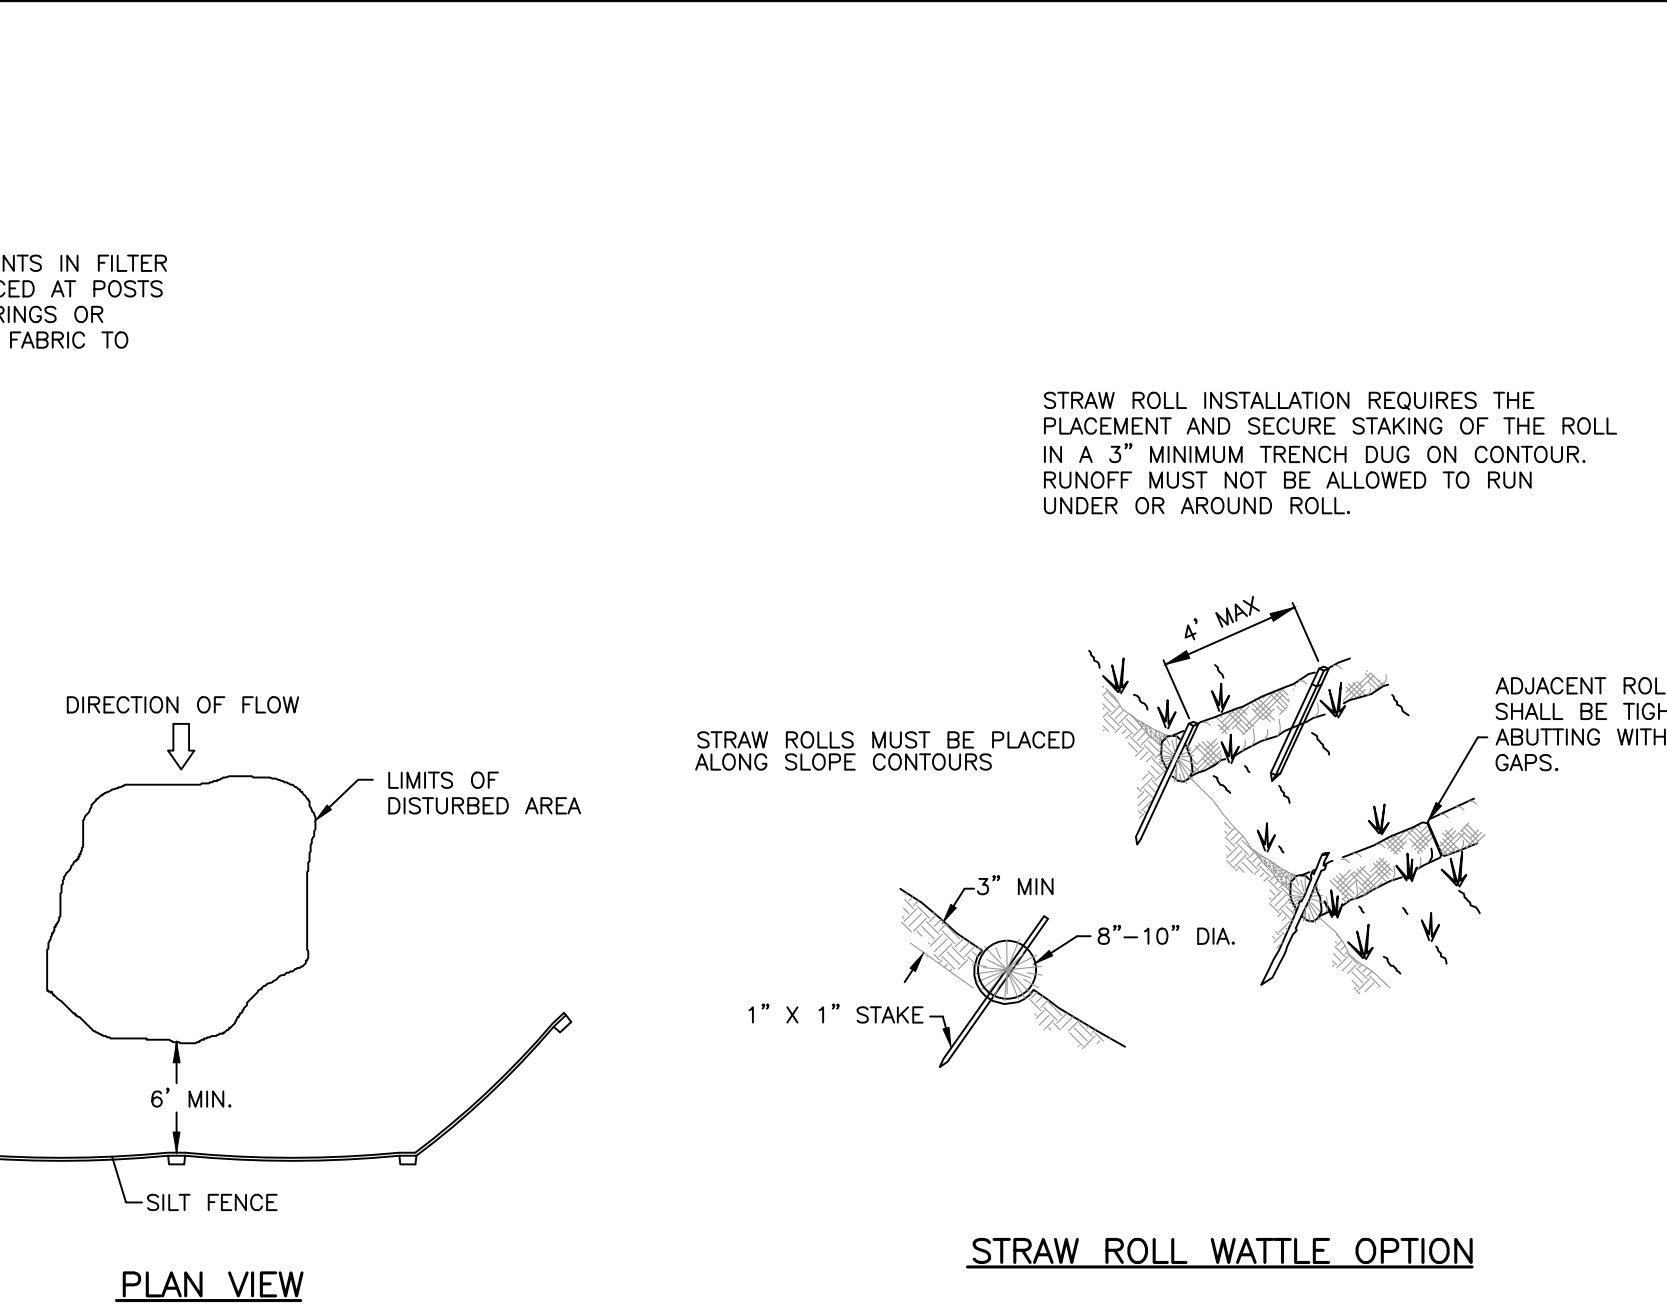 NTS IN FILTER
CED AT POSTS
RINGS OR
FABRIC TO
STRAW ROLL INSTALLATION REQUIRES THE
PLACEMENT AND SECURE STAKING OF THE ROLL
IN A 3" MINIMUM TRENCH DUG ON CONTOUR.
RUNOFF MUST NOT BE ALLOWED TO RUN
UNDER OR AROUND ROLL.
4' MAX
ADJACENT ROL
SHALL BE TIGH
ABUTTING WITH
GAPS.
STRAW ROLLS MUST BE PLACED
ALONG SLOPE CONTOURS
DIRECTION OF FLOW
LIMITS OF
DISTURBED AREA
3" MIN
8"-10" DIA.
1" X 1" STAKE
6' MIN.
SILT FENCE
PLAN VIEW
STRAW ROLL WATTLE OPTION